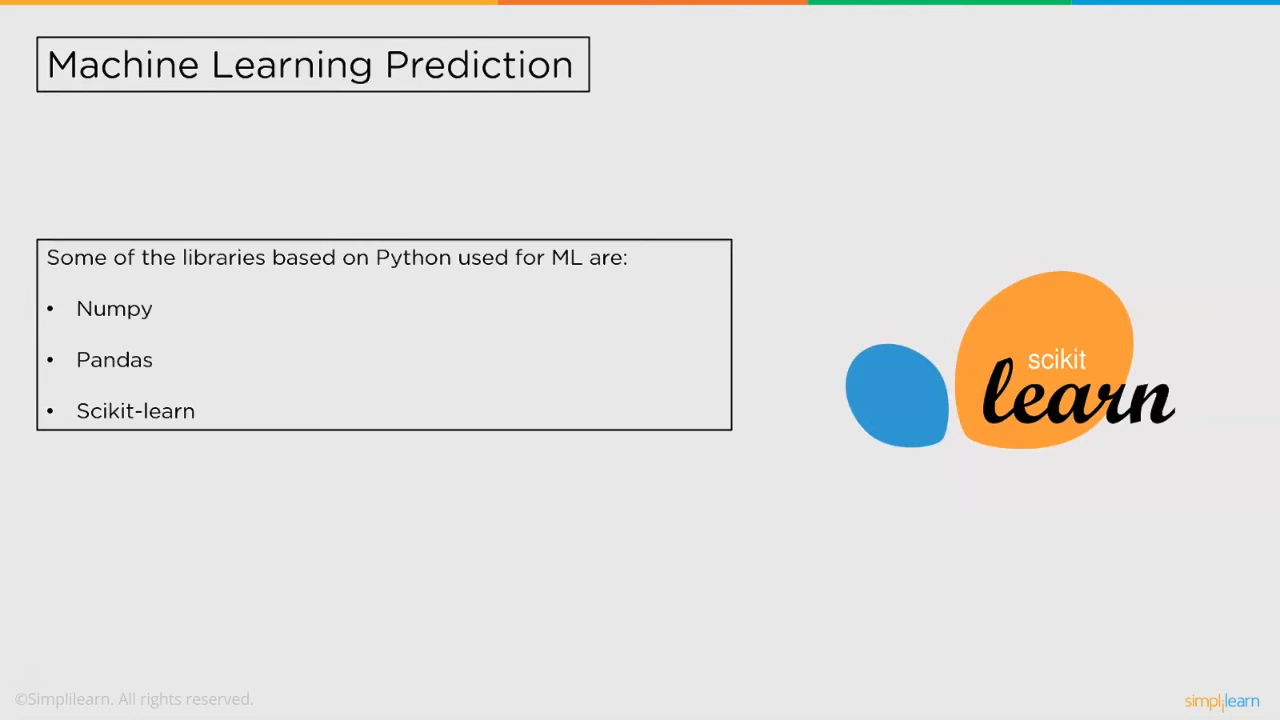 Machine Learning Prediction
Some of the libraries based on Python used for ML are:
• Numpy
• Pandas
• Scikit-learn
scikit
learn
©Simplilearn. All rights reserved.
simplilearn